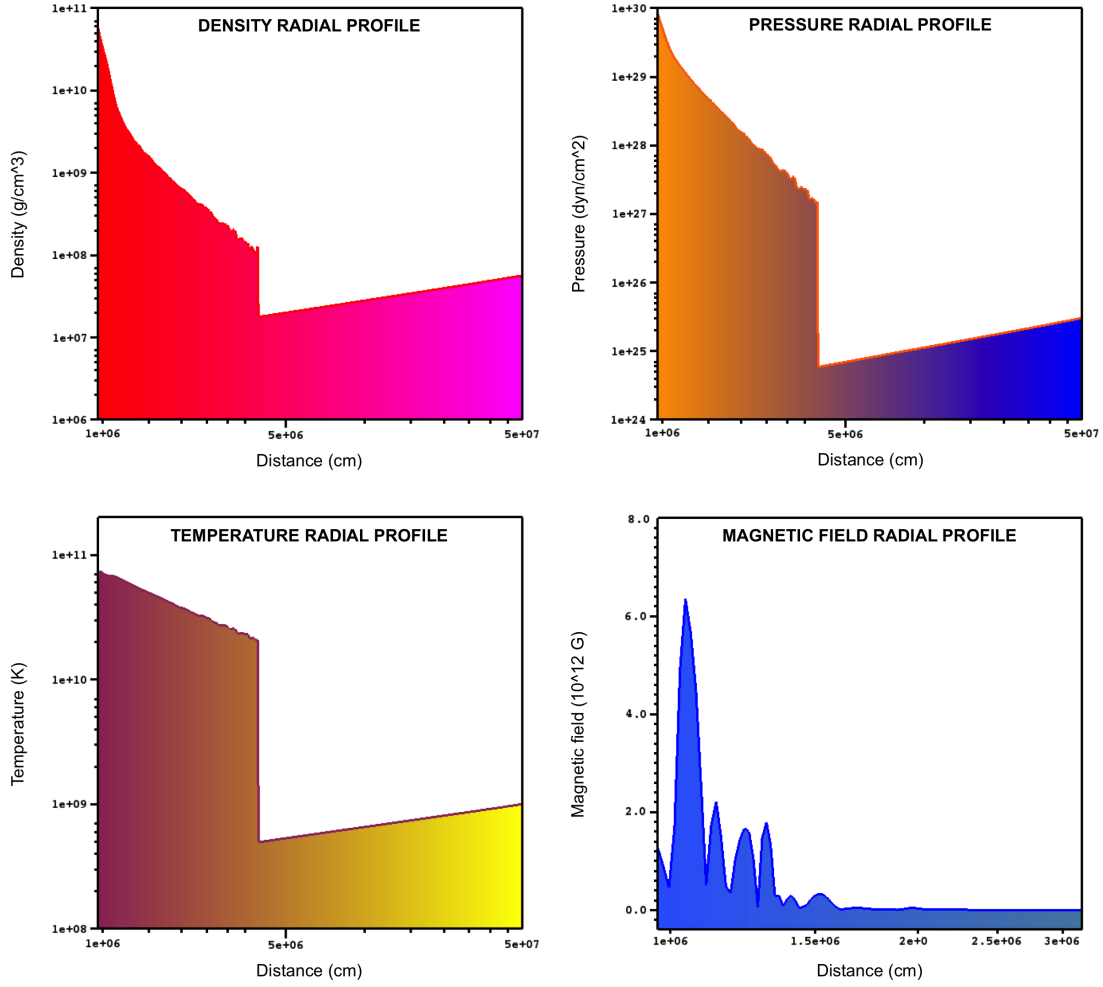 DENSITY RADIAL PROFILE
1e+11
1e+10
1e+09
1e+08
1e+07
1e+06
Density (g/cm^3)
1e+06 5e+06 5e+07
Distance (cm)
PRESSURE RADIAL PROFILE
1e+30
1e+29
1e+28
1e+27
1e+26
1e+25
1e+24
Pressure (dyn/cm^2)
1e+06 5e+06 5e+07
Distance (cm)
TEMPERATURE RADIAL PROFILE
1e+11
1e+10
1e+09
1e+08
Temperature (K)
1e+06 5e+06 5e+07
Distance (cm)
MAGNETIC FIELD RADIAL PROFILE
8.0
6.0
4.0
2.0
0.0
Magnetic field (10^12 G)
1e+06 1.5e+06 2e+0 2.5e+06 3e+06
Distance (cm)